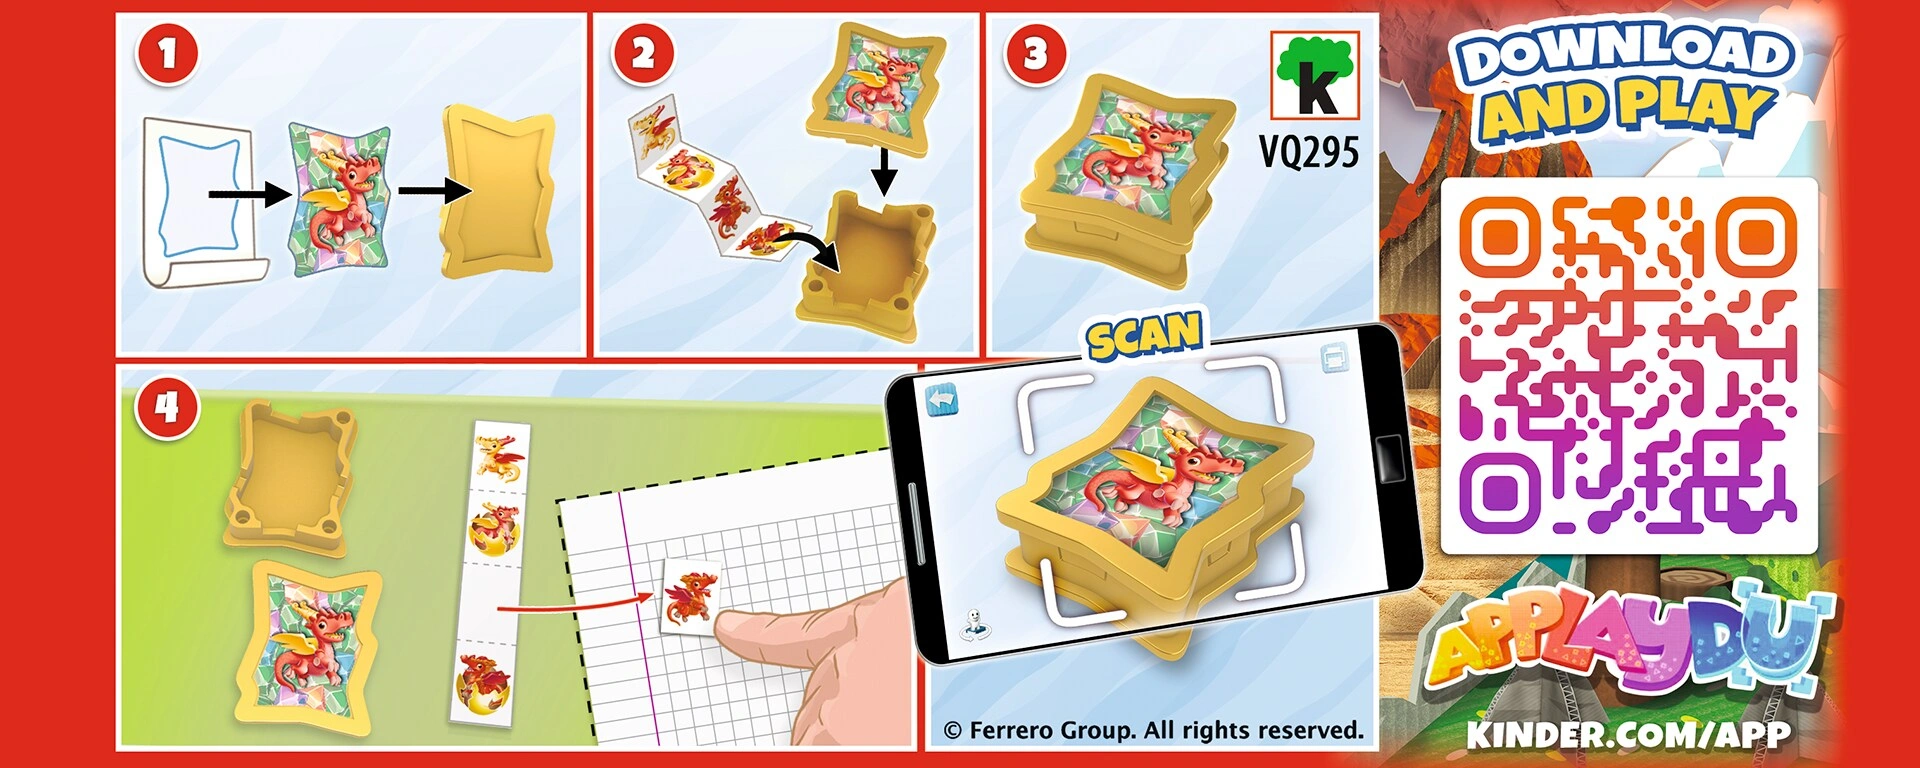 1
2
3
k
VQ295
4
SCAN
© Ferrero Group. All rights reserved.
DOWNLOAD
AND PLAY
APPLAYDU
KINDER.COM/APP